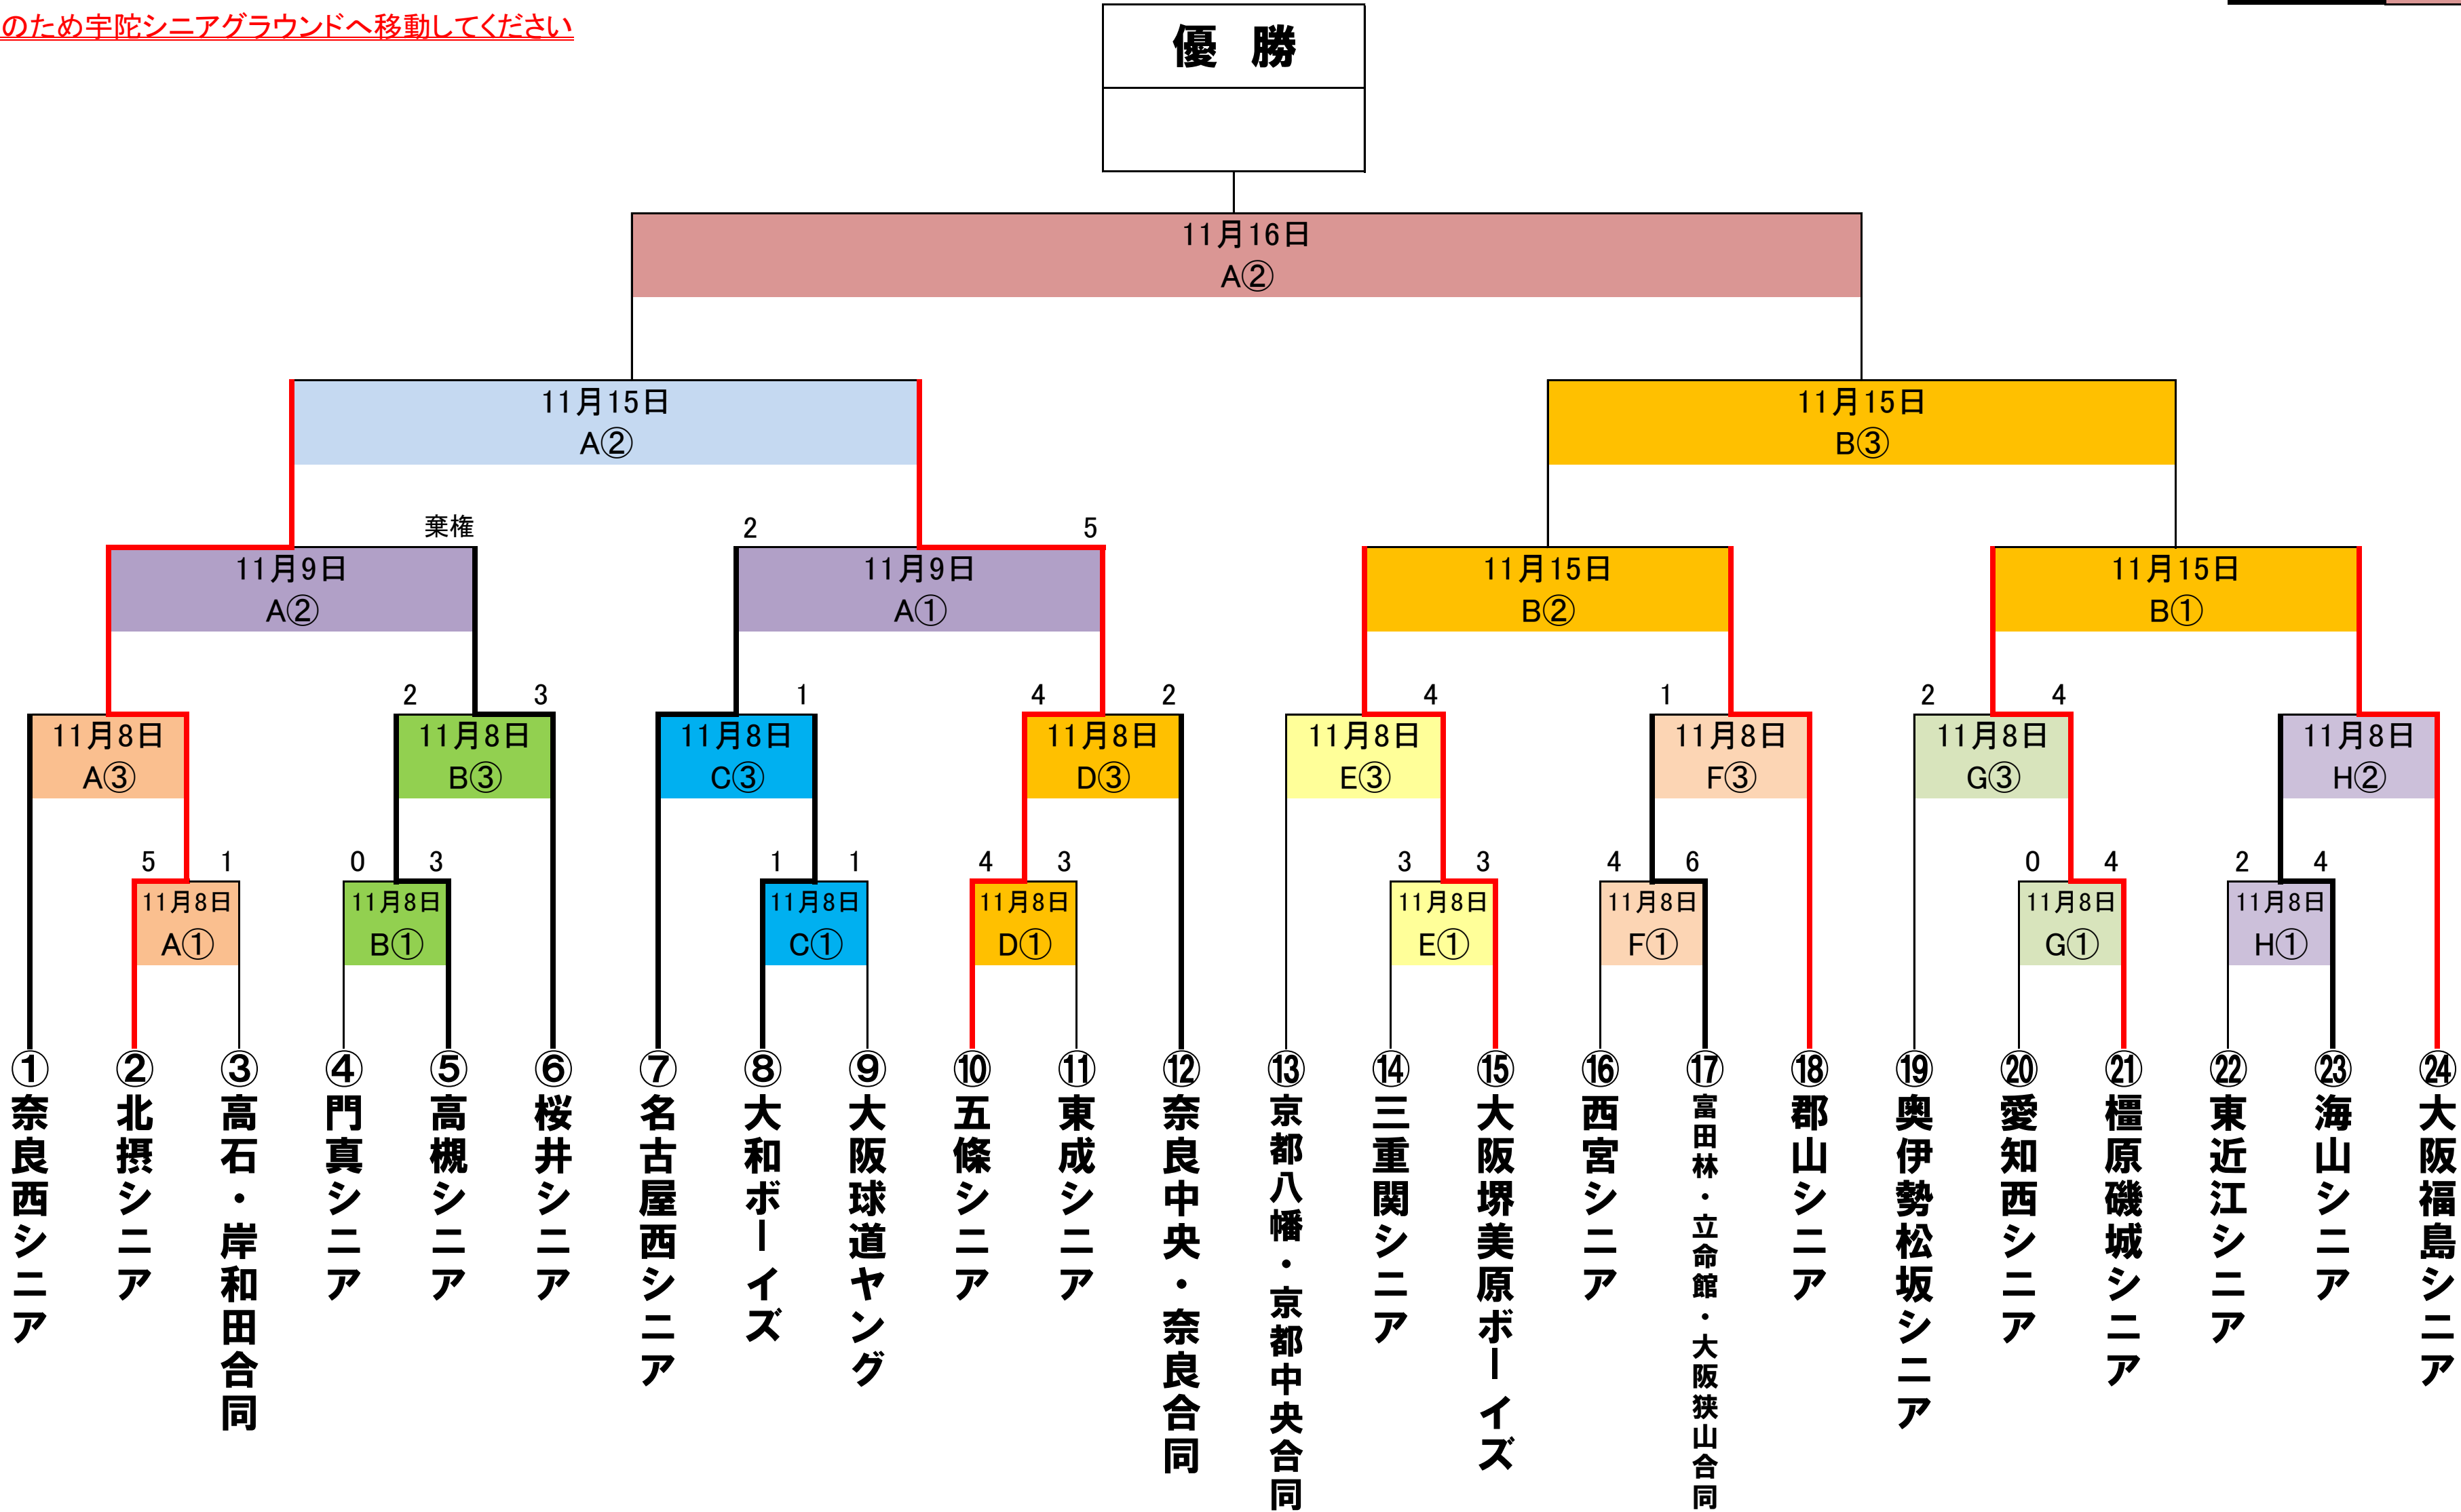 のため宇陀シニアグラウンドへ移動してください
優　勝
11月16日
A②
11月15日
A②
11月15日
B③
棄権
2
5
11月9日
A②
11月9日
A①
11月15日
B②
11月15日
B①
2
3
1
4
2
4
1
2
4
11月8日
A③
11月8日
B③
11月8日
C③
11月8日
D③
11月8日
E③
11月8日
F③
11月8日
G③
11月8日
H②
5
1
0
3
1
1
4
3
3
3
4
6
0
4
2
4
11月8日
A①
11月8日
B①
11月8日
C①
11月8日
D①
11月8日
E①
11月8日
F①
11月8日
G①
11月8日
H①
①奈良西シニア
②北摂シニア
③高石・岸和田合同
④門真シニア
⑤高槻シニア
⑥桜井シニア
⑦名古屋西シニア
⑧大和ボーイズ
⑨大阪球道ヤング
⑩五條シニア
⑪東成シニア
⑫奈良中央・奈良合同
⑬京都八幡・京都中央合同
⑭三重関シニア
⑮大阪堺美原ボーイズ
⑯西宮シニア
⑰富田林・立命館・大阪狭山合同
⑱郡山シニア
⑲奥伊勢松坂シニア
⑳愛知西シニア
㉑橿原磯城シニア
㉒東近江シニア
㉓海山シニア
㉔大阪福島シニア